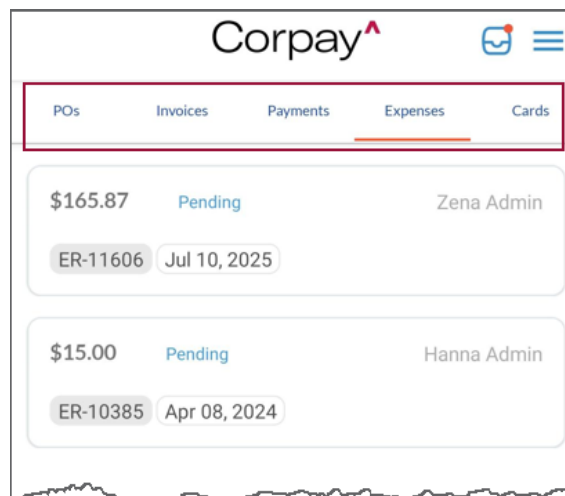 Corpay^
POs Invoices Payments Expenses Cards
$165.87 Pending Zena Admin
ER-11606 Jul 10, 2025
$15.00 Pending Hanna Admin
ER-10385 Apr 08, 2024